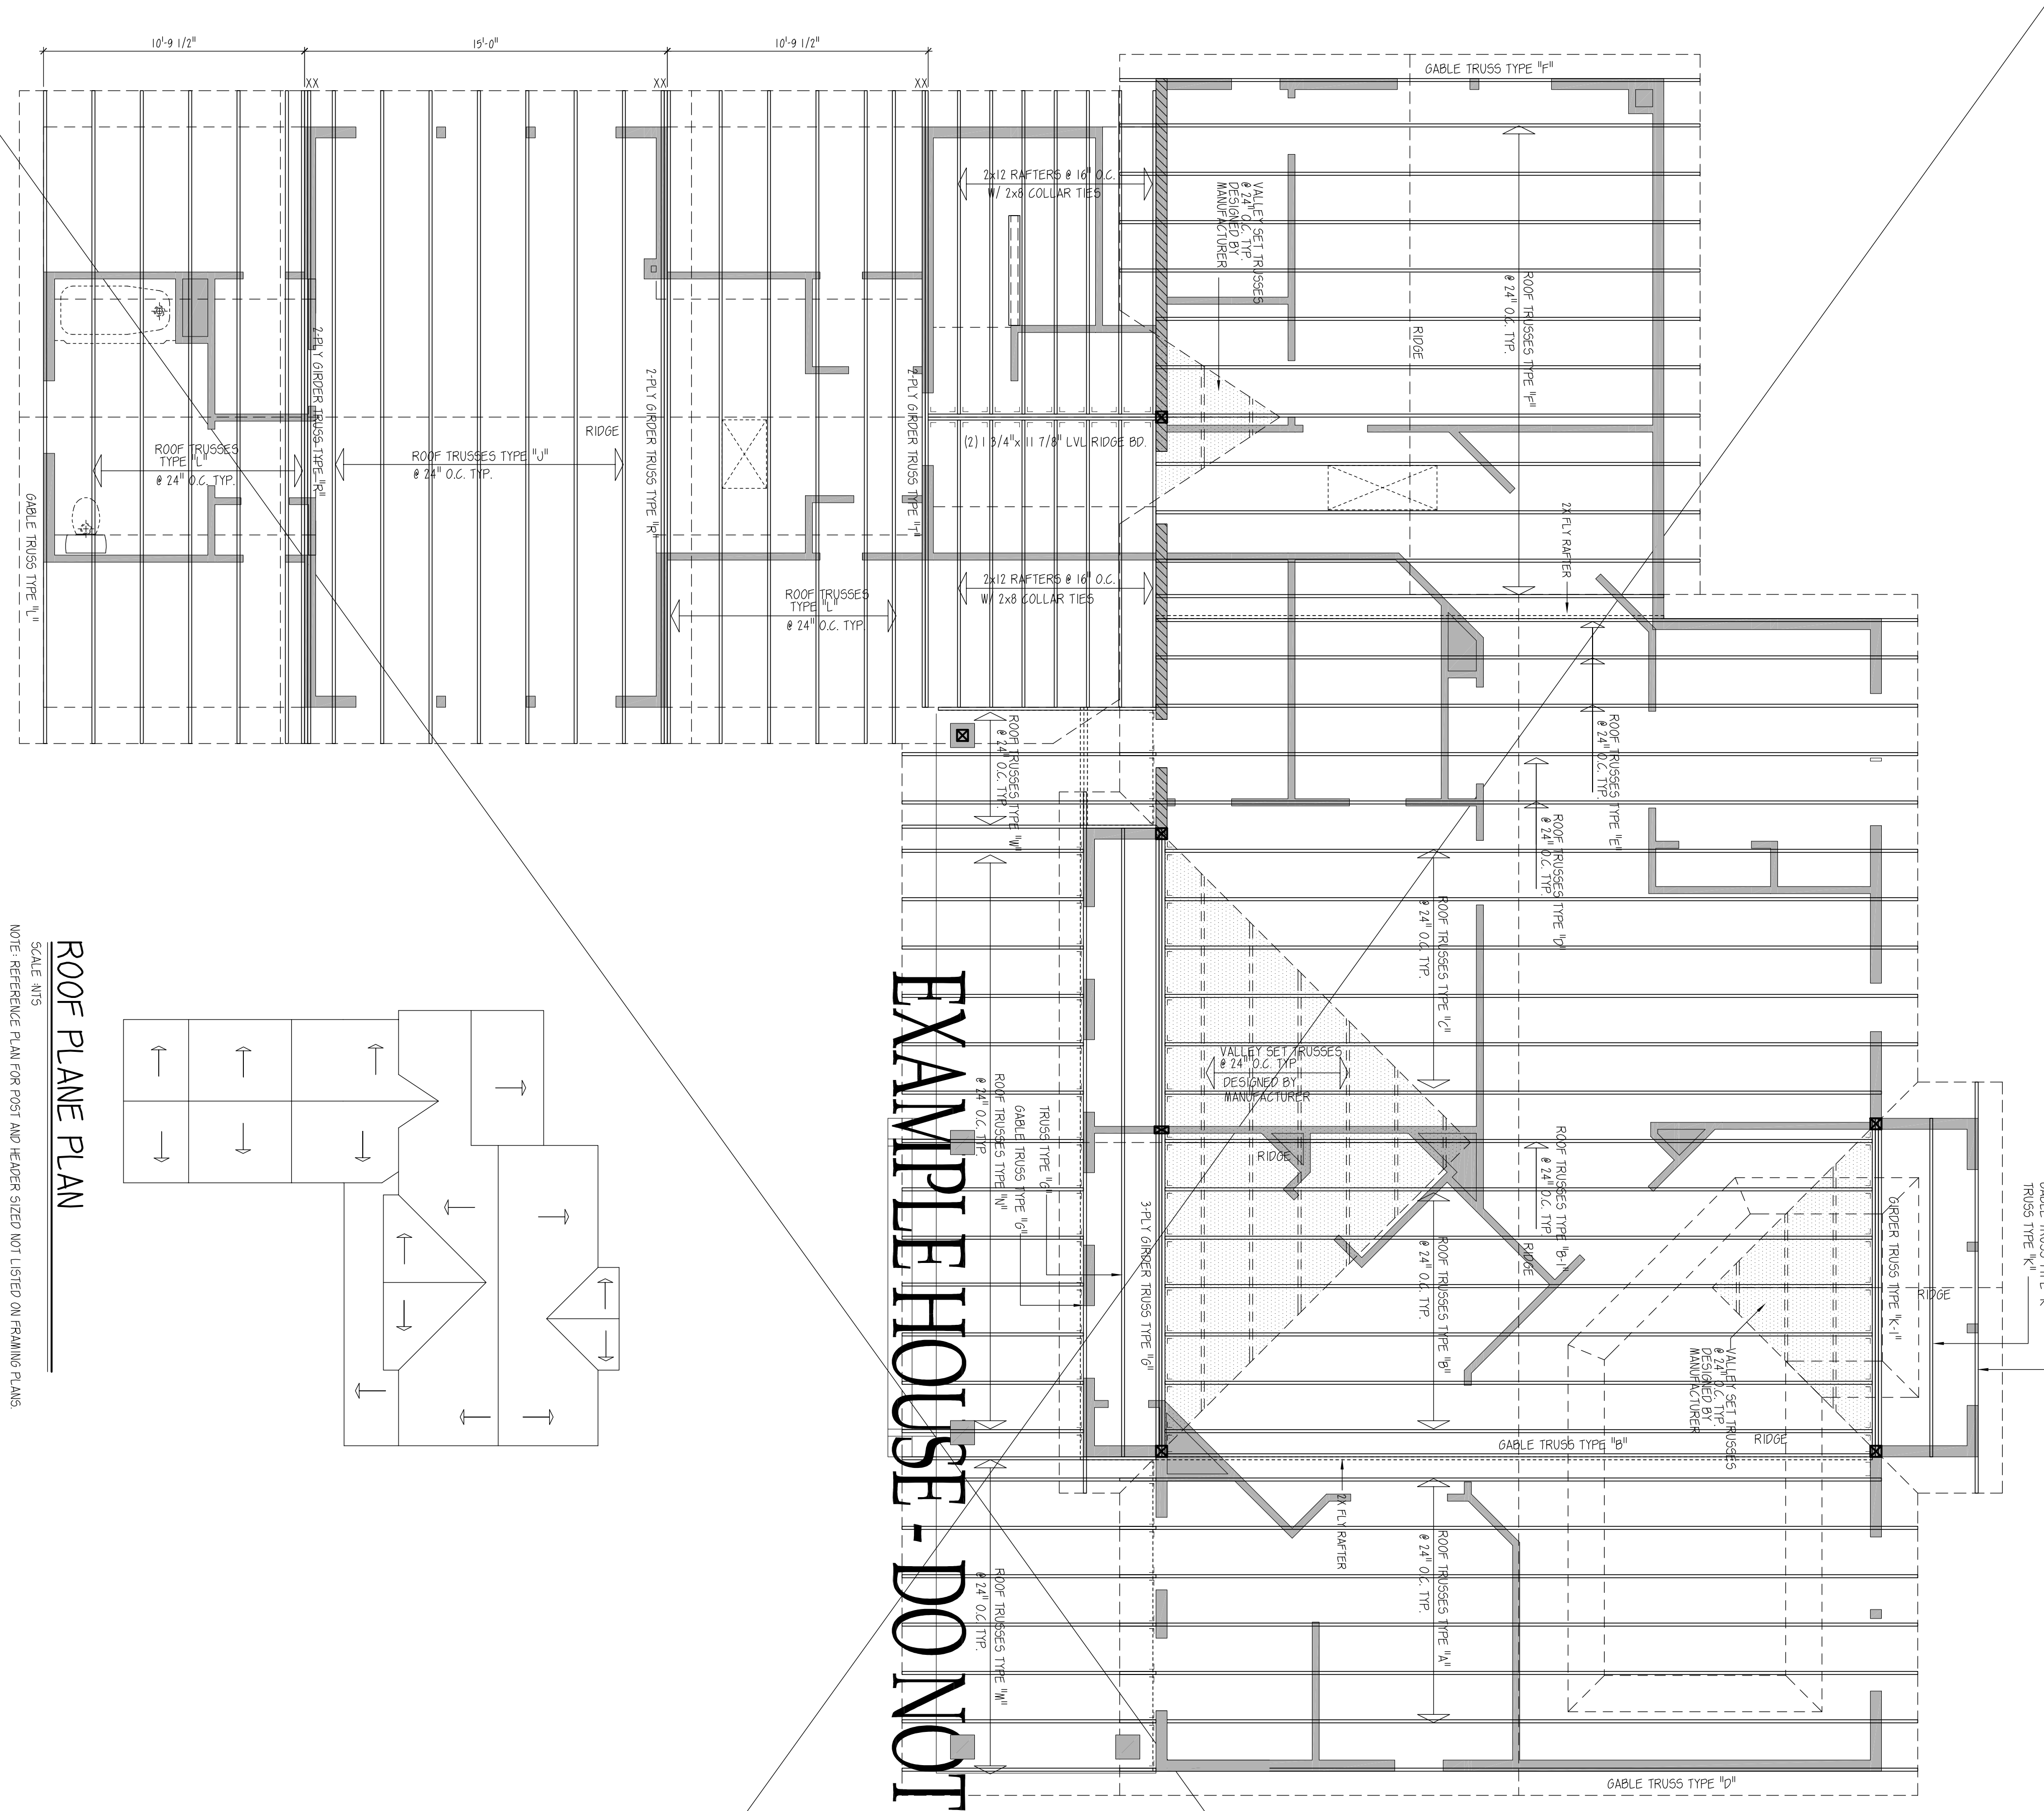 10'-9 1/2"
15'-0"
10'-9 1/2"
XX
XX
XX
GABLE TRUSS TYPE "F"
2x12 RAFTERS @ 16" O.C.
W/ 2x8 COLLAR TIES
VALLEY SET TRUSSES
@ 24" O.C. TYP.
DESIGNED BY
MANUFACTURER
ROOF TRUSSES TYPE "F"
@ 24" O.C. TYP.
RIDGE
2-PLY GIRDER TRUSS TYPE "R"
2-PLY GIRDER TRUSS TYPE "R"
2-PLY GIRDER TRUSS TYPE "T"
RIDGE
(2) 1 3/4"x 11 7/8" LVL RIDGE BD.
ROOF TRUSSES
TYPE "L"
@ 24" O.C. TYP.
ROOF TRUSSES TYPE "J"
@ 24" O.C. TYP.
GABLE TRUSS TYPE "L"
2X FLY RAFTER
ROOF TRUSSES
TYPE "L"
@ 24" O.C. TYP.
2x12 RAFTERS @ 16" O.C.
W/ 2x8 COLLAR TIES
ROOF TRUSSES TYPE "W"
@ 24" O.C. TYP.
ROOF TRUSSES TYPE "E"
@ 24" O.C. TYP.
ROOF TRUSSES TYPE "D"
@ 24" O.C. TYP.
ROOF TRUSSES TYPE "C"
@ 24" O.C. TYP.
VALLEY SET TRUSSES
@ 24" O.C. TYP.
DESIGNED BY
MANUFACTURER
RIDGE
ROOF TRUSSES TYPE "N"
@ 24" O.C. TYP.
GABLE TRUSS TYPE "G"
TRUSS TYPE "G"
3-PLY GIRDER TRUSS TYPE "G"
ROOF TRUSSES TYPE "B-1"
@ 24" O.C. TYP.
RIDGE
ROOF TRUSSES TYPE "B"
@ 24" O.C. TYP.
GIRDER TRUSS TYPE "K-1"
RIDGE
TRUSS TYPE "K"
VALLEY SET TRUSSES
@ 24" O.C. TYP.
DESIGNED BY
MANUFACTURER
RIDGE
GABLE TRUSS TYPE "B"
2X FLY RAFTER
ROOF TRUSSES TYPE "A"
@ 24" O.C. TYP.
ROOF TRUSSES TYPE "M"
@ 24" O.C. TYP.
GABLE TRUSS TYPE "D"
EXAMPLE HOUSE - DO NOT
ROOF PLANE PLAN
SCALE :NTS
NOTE: REFERENCE PLAN FOR POST AND HEADER SIZED NOT LISTED ON FRAMING PLANS.